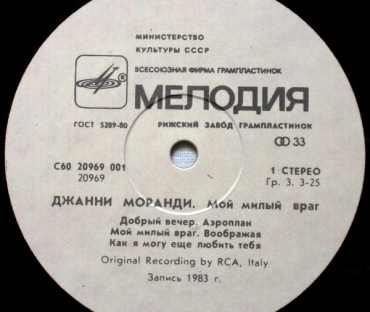 МИНИСТЕРСТВО
КУЛЬТУРЫ СССР
ВСЕСОЮЗНАЯ ФИРМА ГРАМПЛАСТИНОК
®
МЕЛОДИЯ
ГОСТ 5289-80 РИЖСКИЙ ЗАВОД ГРАМПЛАСТИНОК
33
С60 20969 001 1 СТЕРЕО
20969 Гр. 3. 3-25
ДЖАННИ МОРАНДИ. Мой милый враг
Добрый вечер. Аэроплан
Мой милый враг. Воображая
Как я могу еще любить тебя
Original Recording by RCA, Italy
Запись 1983 г.